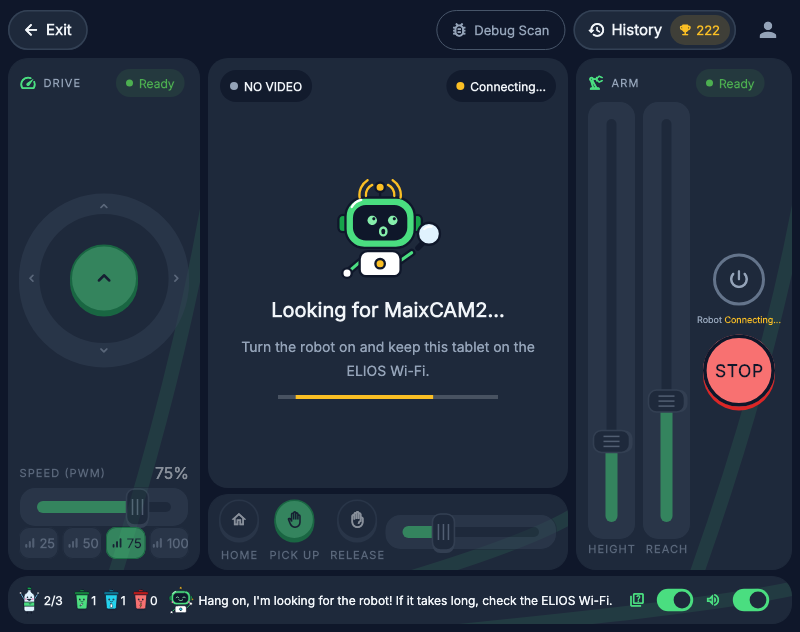 Exit
Debug Scan
History 222
DRIVE
Ready
NO VIDEO
Connecting...
ARM
Ready
Looking for MaixCAM2...
Turn the robot on and keep this tablet on the
ELIOS Wi-Fi.
Robot Connecting...
STOP
SPEED (PWM) 75%
25 50 75 100
HOME PICK UP RELEASE
HEIGHT REACH
2/3 1 1 0 Hang on, I'm looking for the robot! If it takes long, check the ELIOS Wi-Fi.